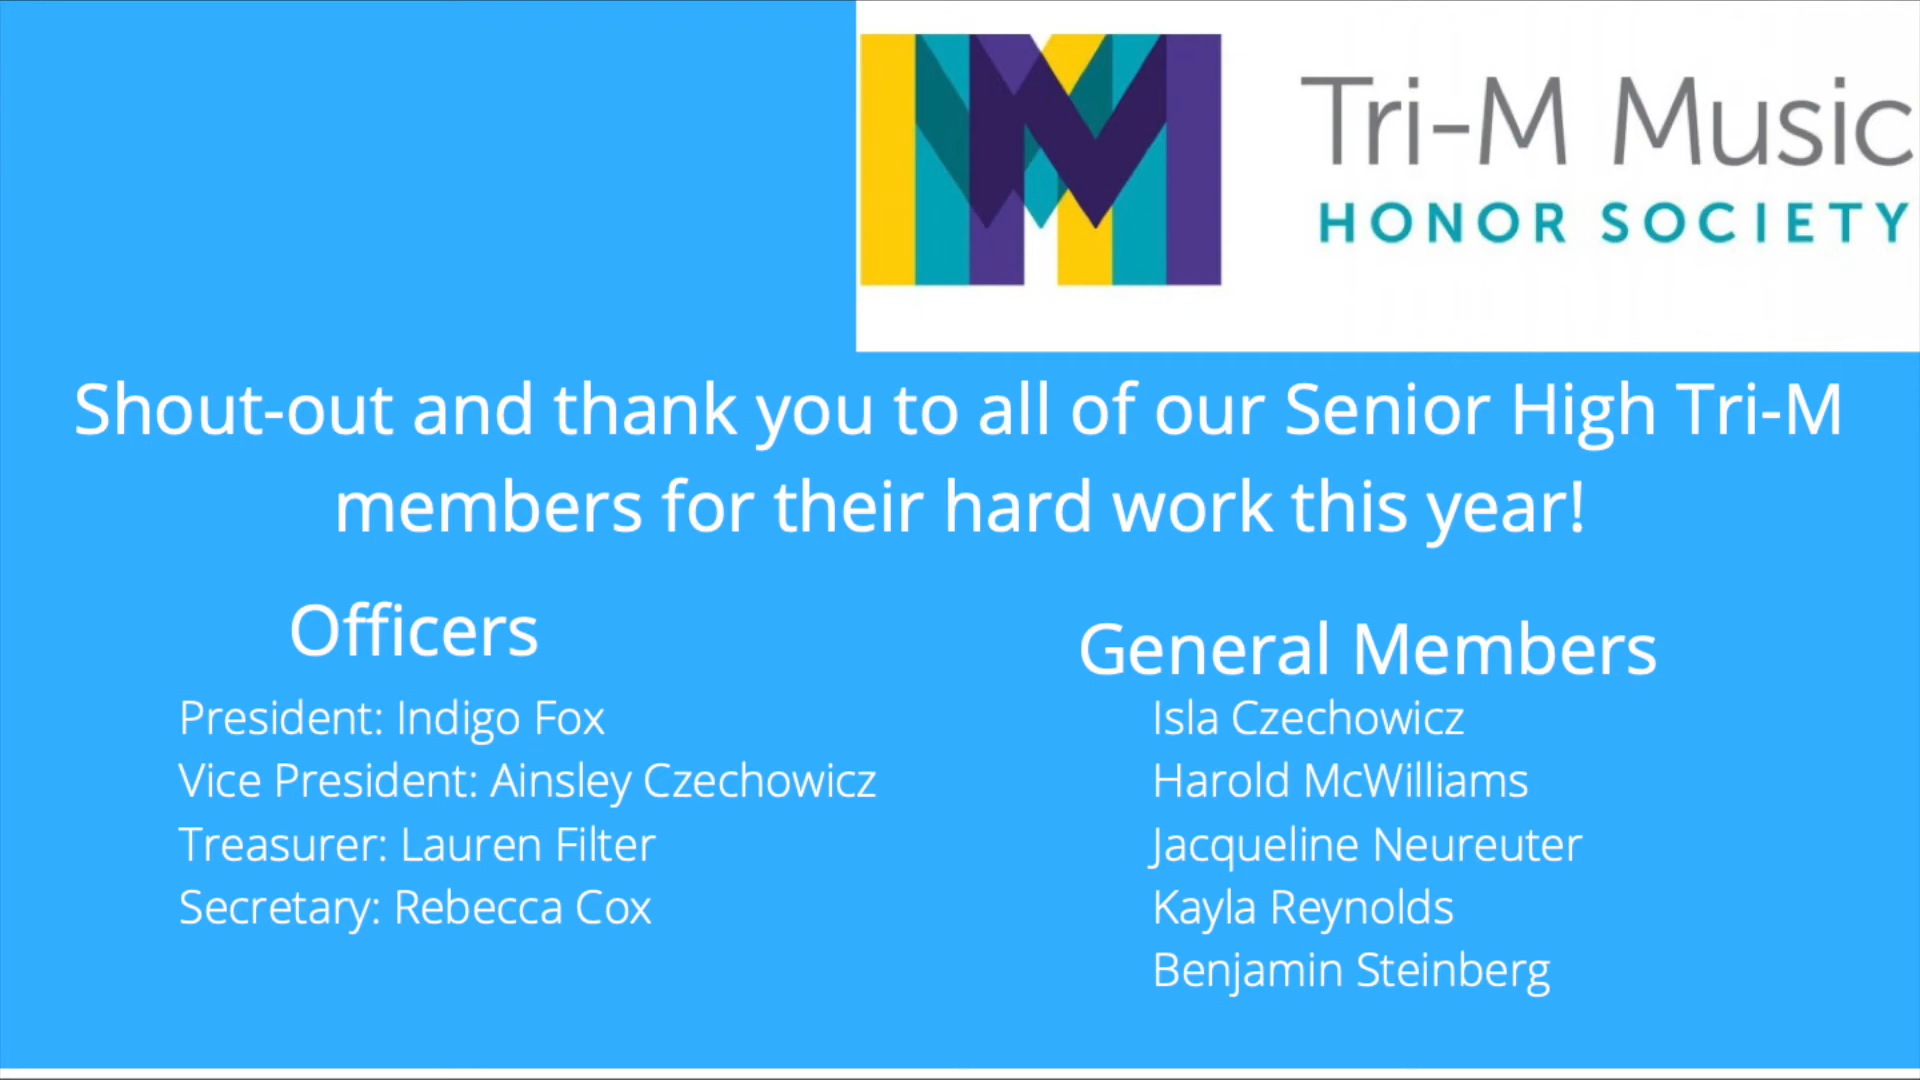 Tri-M Music
HONOR SOCIETY
Shout-out and thank you to all of our Senior High Tri-M
members for their hard work this year!
Officers
President: Indigo Fox
Vice President: Ainsley Czechowicz
Treasurer: Lauren Filter
Secretary: Rebecca Cox
General Members
Isla Czechowicz
Harold McWilliams
Jacqueline Neureuter
Kayla Reynolds
Benjamin Steinberg